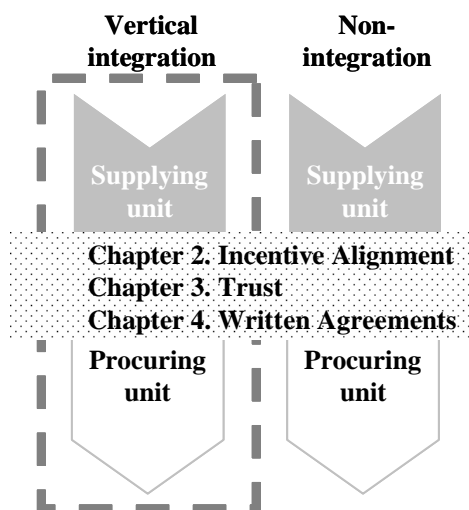 Vertical integration
Non-integration
Supplying unit
Supplying unit
Chapter 2. Incentive Alignment
Chapter 3. Trust
Chapter 4. Written Agreements
Procuring unit
Procuring unit